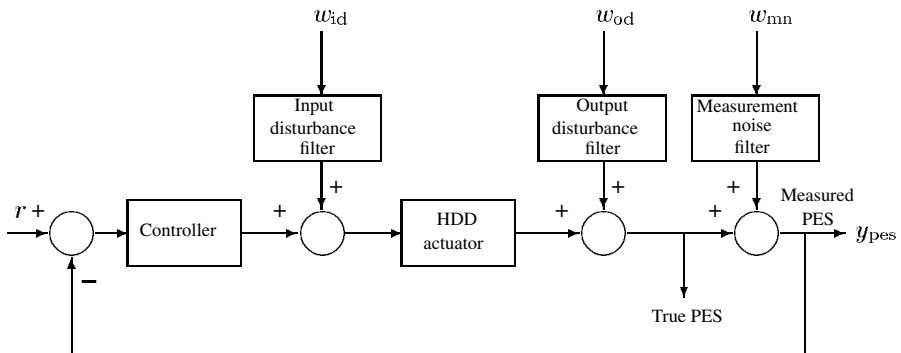 w_id
w_od
w_mn
Input
disturbance
filter
Output
disturbance
filter
Measurement
noise
filter
+
+
+
Measured
PES
r +
Controller
+
HDD
actuator
+
+
y_pes
−
True PES